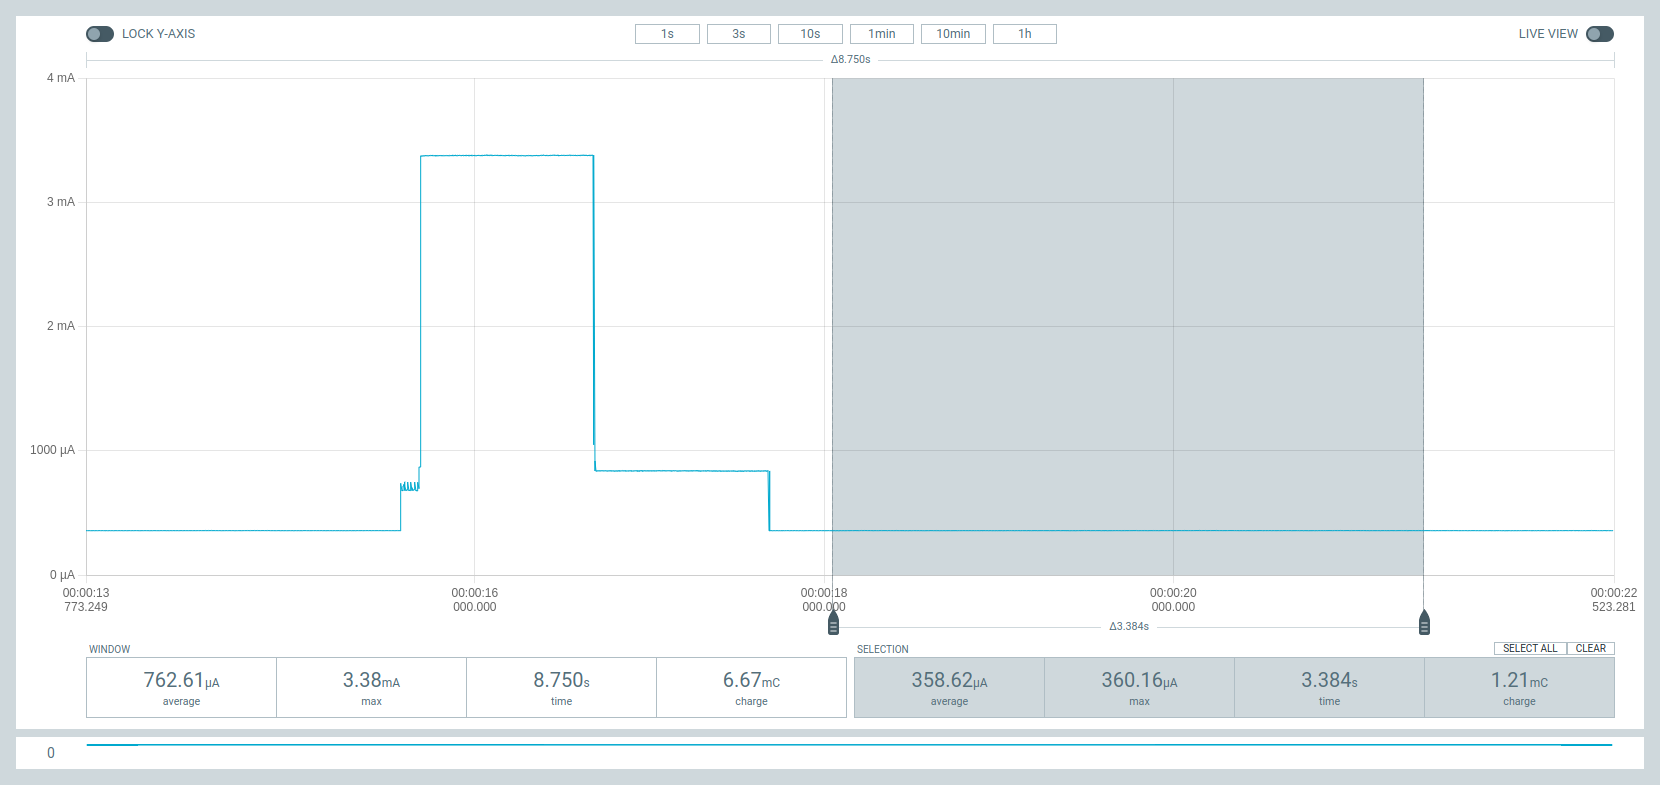 LOCK Y-AXIS 1s 3s 10s 1min 10min 1h LIVE VIEW
Δ8.750s
4 mA
3 mA
2 mA
1000 µA
0 µA
00:00:13 00:00:16 00:00:18 00:00:20 00:00:22
773.249 000.000 000.000 000.000 523.281
Δ3.384s
WINDOW SELECTION SELECT ALL CLEAR
762.61µA 3.38mA 8.750s 6.67mC 358.62µA 360.16µA 3.384s 1.21mC
average max time charge average max time charge
0